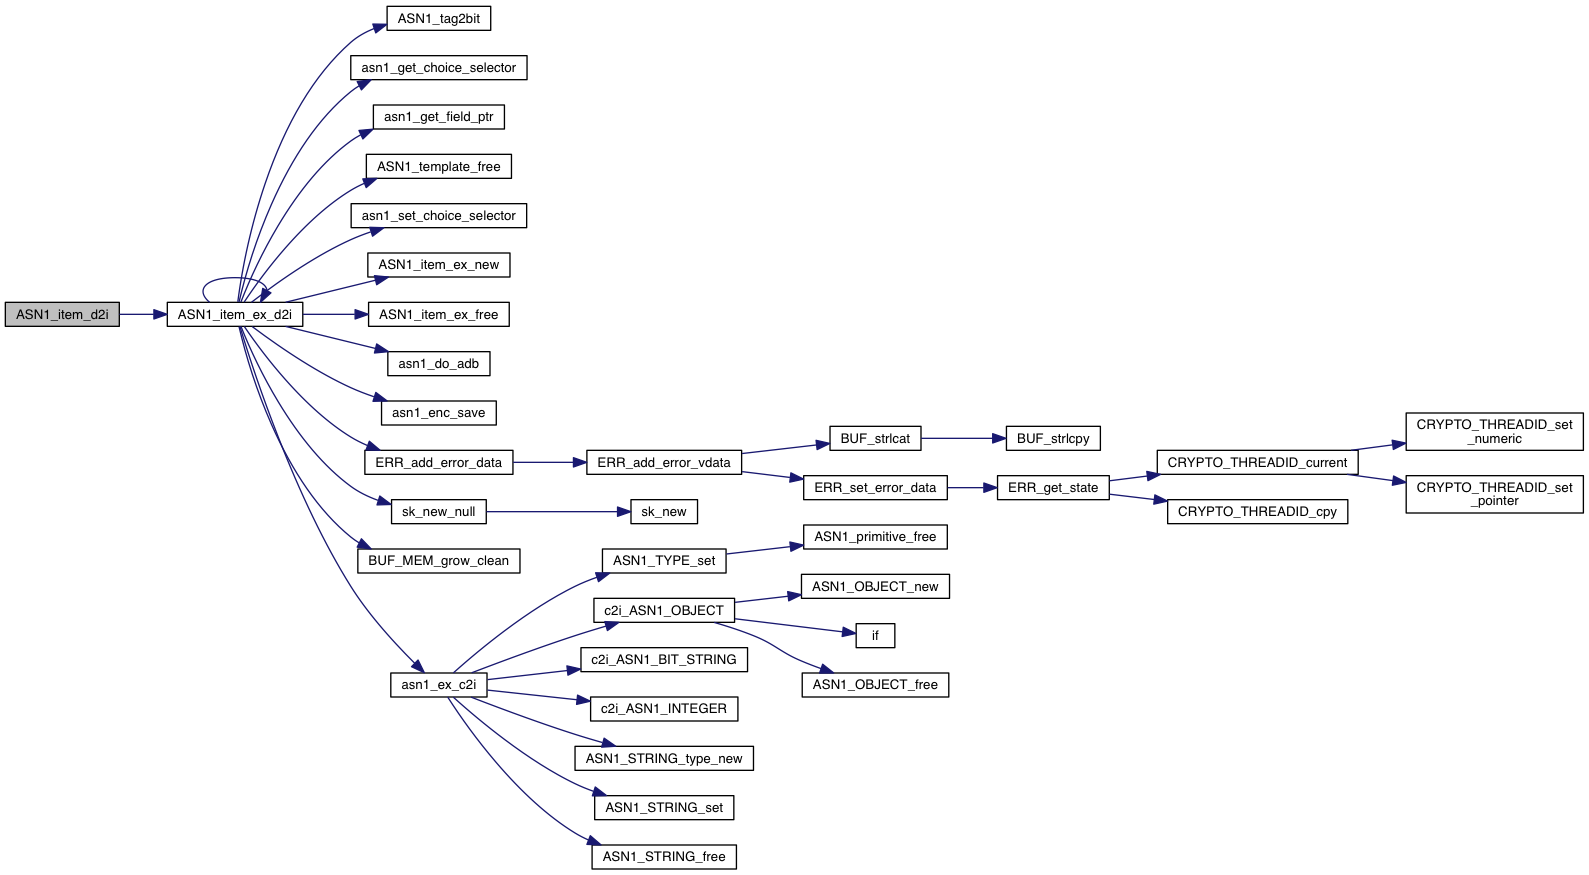 ASN1_tag2bit
asn1_get_choice_selector
asn1_get_field_ptr
ASN1_template_free
asn1_set_choice_selector
ASN1_item_ex_new
ASN1_item_d2i
ASN1_item_ex_d2i
ASN1_item_ex_free
asn1_do_adb
asn1_enc_save
ERR_add_error_data
ERR_add_error_vdata
BUF_strlcat
BUF_strlcpy
ERR_set_error_data
ERR_get_state
CRYPTO_THREADID_current
CRYPTO_THREADID_set
_numeric
CRYPTO_THREADID_set
_pointer
CRYPTO_THREADID_cpy
sk_new_null
sk_new
BUF_MEM_grow_clean
asn1_ex_c2i
ASN1_TYPE_set
ASN1_primitive_free
c2i_ASN1_OBJECT
ASN1_OBJECT_new
if
ASN1_OBJECT_free
c2i_ASN1_BIT_STRING
c2i_ASN1_INTEGER
ASN1_STRING_type_new
ASN1_STRING_set
ASN1_STRING_free